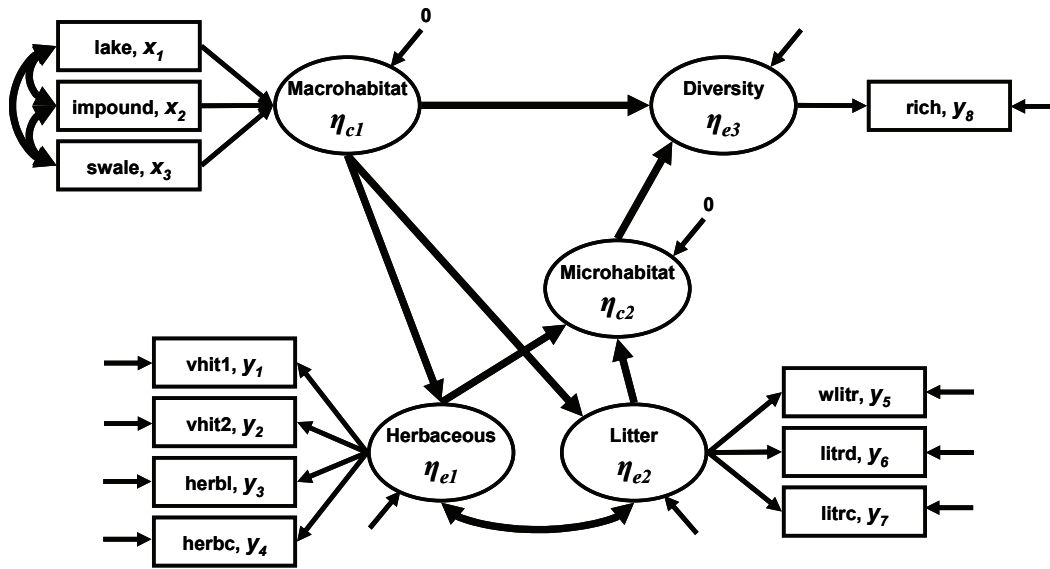 lake, x1
impound, x2
swale, x3
0
Macrohabitat
ηc1
Diversity
ηe3
rich, y8
0
Microhabitat
ηc2
vhit1, y1
vhit2, y2
herbl, y3
herbc, y4
Herbaceous
ηe1
Litter
ηe2
wlitr, y5
litrd, y6
litrc, y7